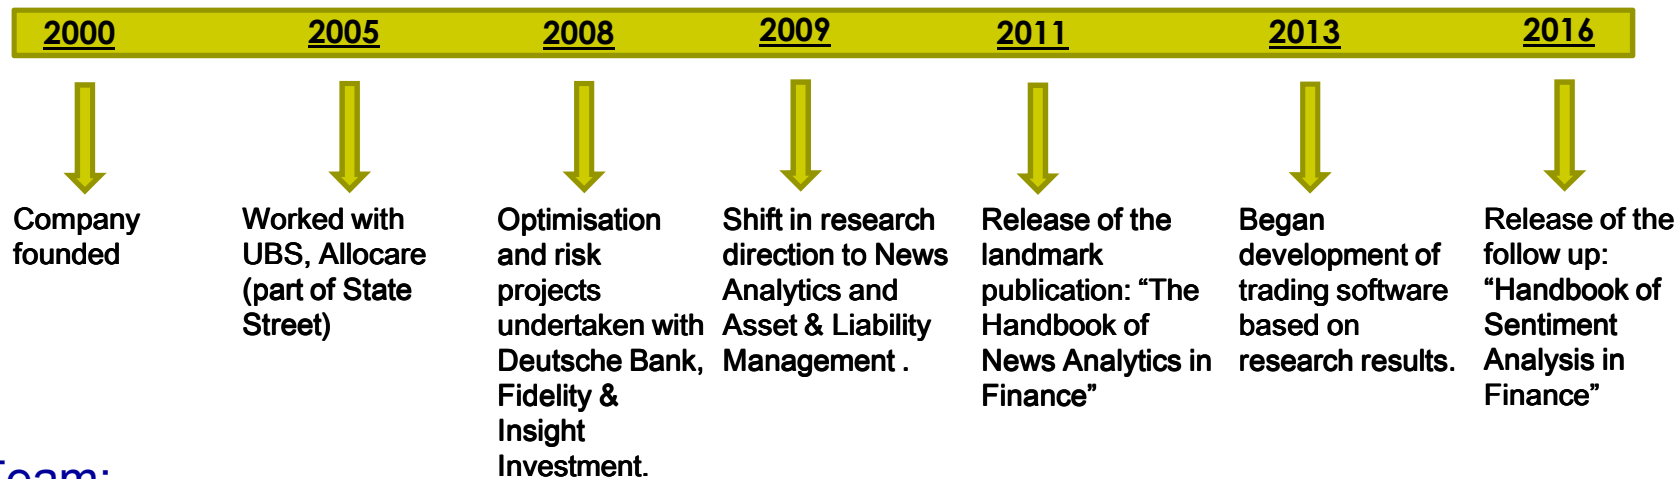 2000
2005
2008
2009
2011
2013
2016
Company
founded
Worked with
UBS, Allocare
(part of State
Street)
Optimisation
and risk
projects
undertaken with
Deutsche Bank,
Fidelity &
Insight
Investment.
Shift in research
direction to News
Analytics and
Asset & Liability
Management .
Release of the
landmark
publication: “The
Handbook of
News Analytics in
Finance”
Began
development of
trading software
based on
research results.
Release of the
follow up:
“Handbook of
Sentiment
Analysis in
Finance”
Team: